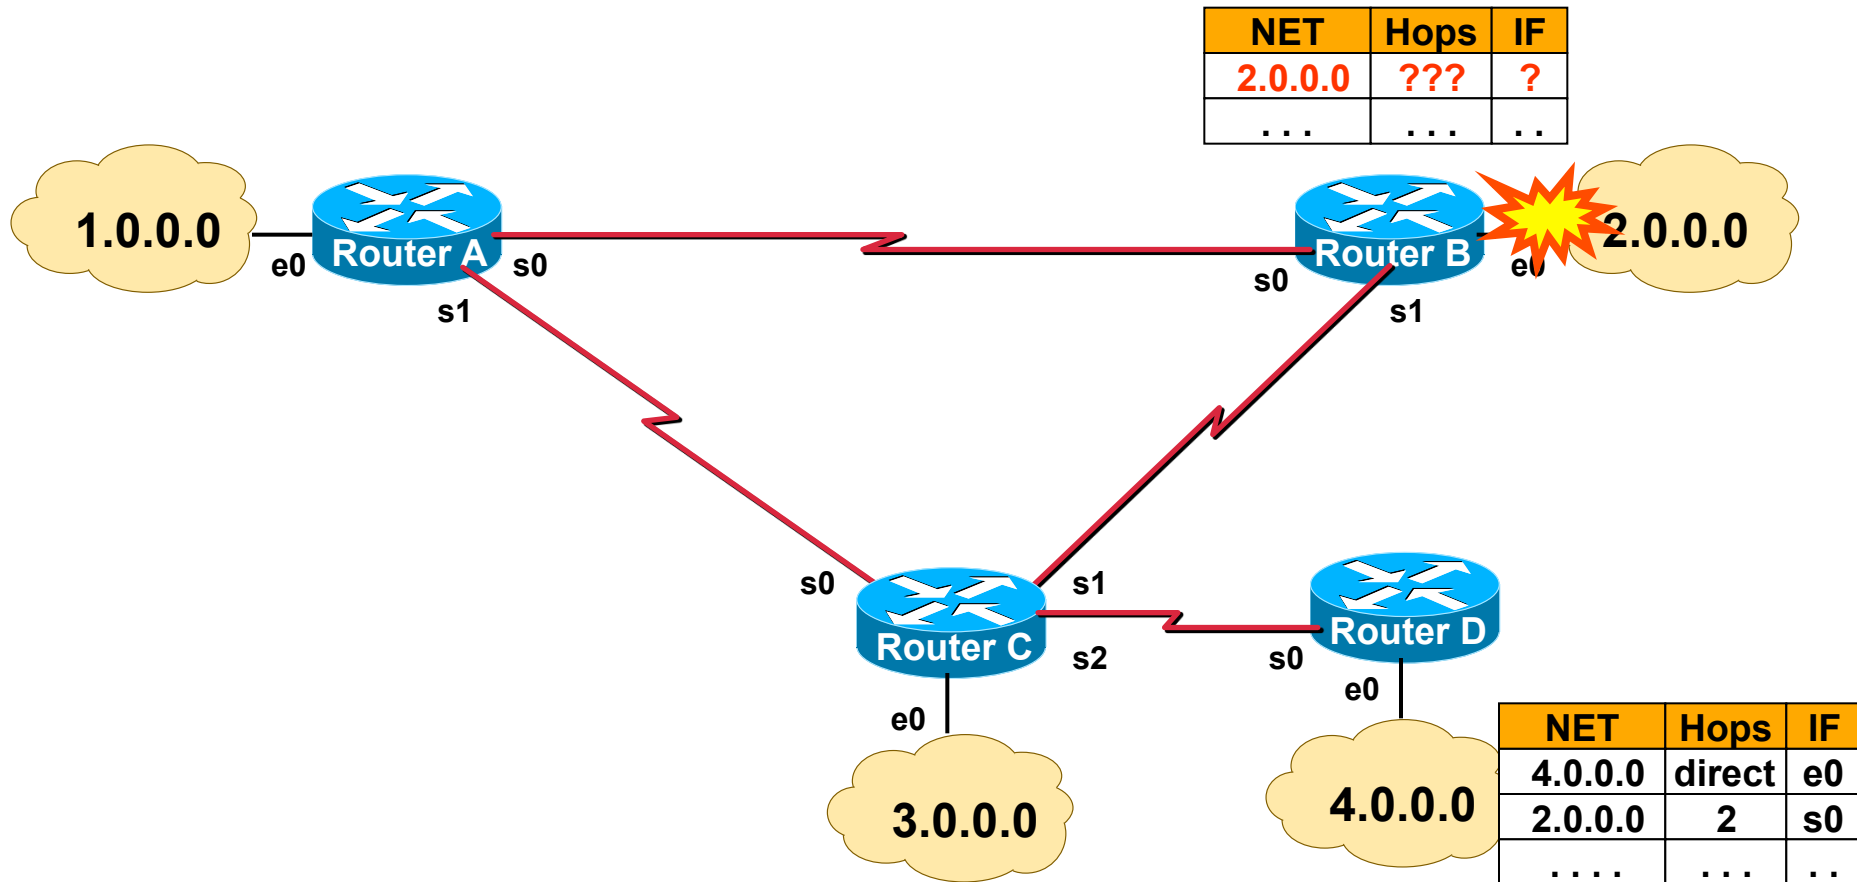 NET Hops IF
2.0.0.0 ??? ?
. . . . . . . .
1.0.0.0
e0
Router A
s0
s1
s0
Router B
e0
2.0.0.0
s1
s0
Router C
s1
s2
e0
3.0.0.0
s0
Router D
e0
4.0.0.0
NET Hops IF
4.0.0.0 direct e0
2.0.0.0 2 s0
. . . . . . . . .